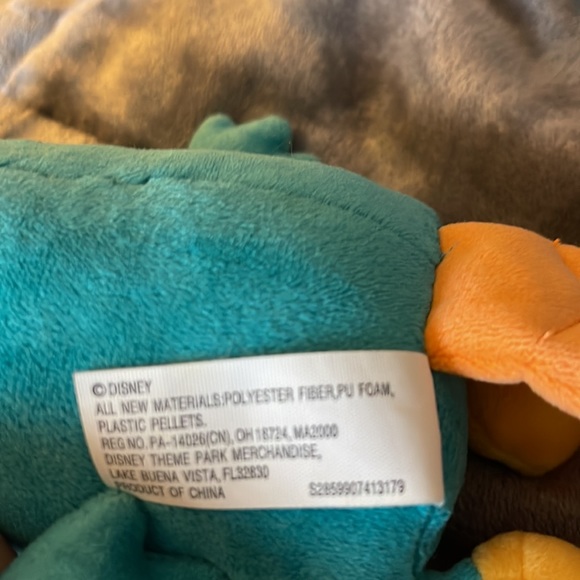 © DISNEY
ALL NEW MATERIALS:POLYESTER FIBER,PU FOAM,
PLASTIC PELLETS.
REG NO. PA-14026(CN), OH 18724, MA2000
DISNEY THEME PARK MERCHANDISE,
LAKE BUENA VISTA, FL32830
PRODUCT OF CHINA S2859907413179